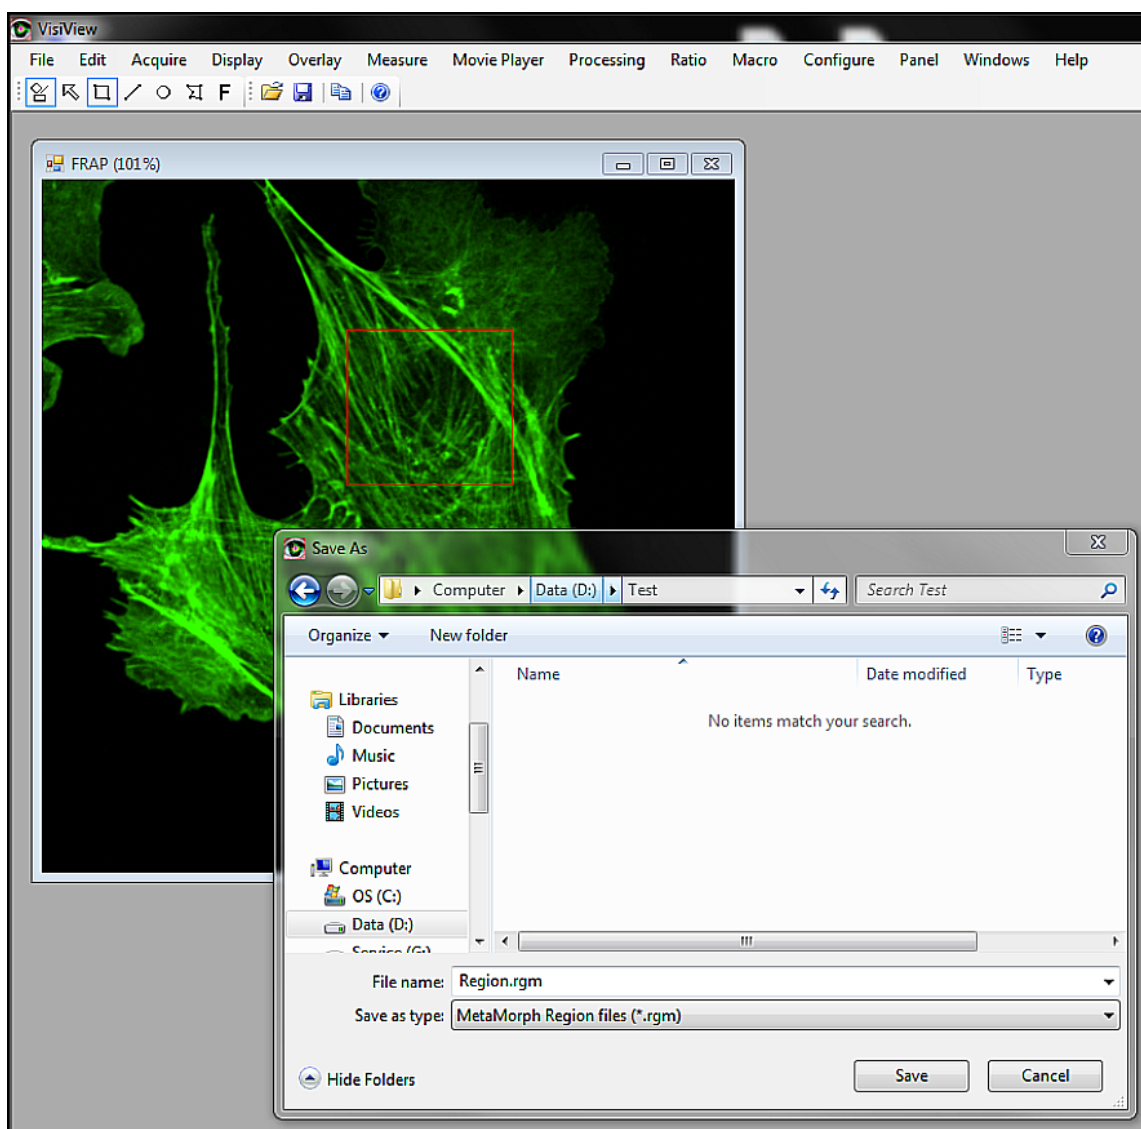 VisiView
File Edit Acquire Display Overlay Measure Movie Player Processing Ratio Macro Configure Panel Windows Help
F
FRAP (101%)
Save As
Computer Data (D:) Test Search Test
Organize New folder
Name Date modified Type
No items match your search.
Libraries
Documents
Music
Pictures
Videos
Computer
OS (C:)
Data (D:)
Service (G:)
File name: Region.rgm
Save as type: MetaMorph Region files (*.rgm)
Hide Folders Save Cancel